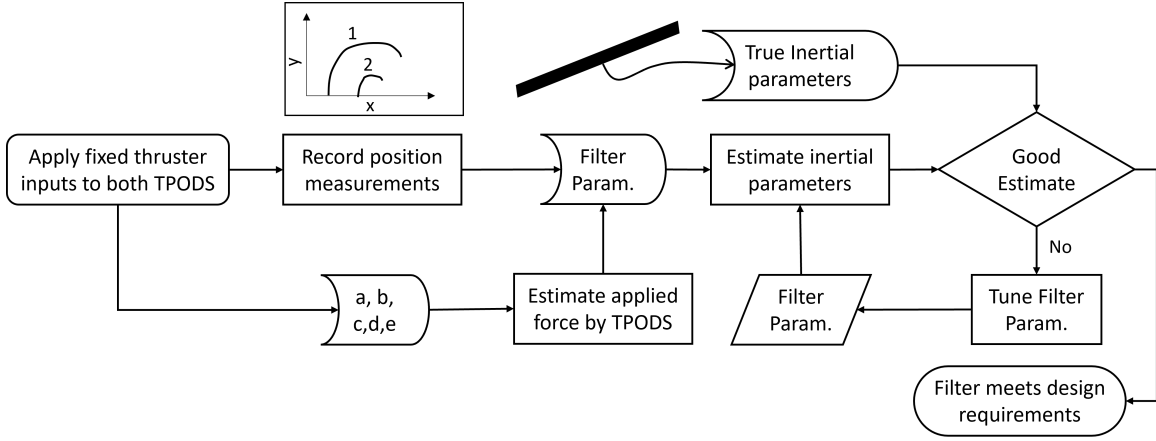 1
2
y
x
True Inertial
parameters
Apply fixed thruster
inputs to both TPODS
Record position
measurements
Filter
Param.
Estimate inertial
parameters
Good
Estimate
No
a, b,
c,d,e
Estimate applied
force by TPODS
Filter
Param.
Tune Filter
Param.
Filter meets design
requirements